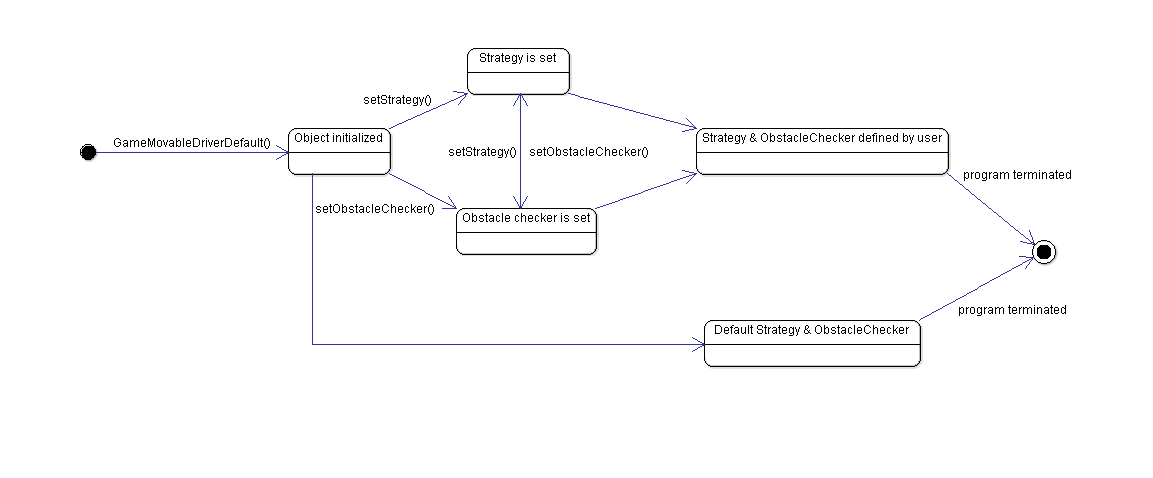 Strategy is set
setStrategy()
GameMovableDriverDefault()
Object initialized
Strategy & ObstacleChecker defined by user
setStrategy()
setObstacleChecker()
program terminated
setObstacleChecker()
Obstacle checker is set
program terminated
Default Strategy & ObstacleChecker